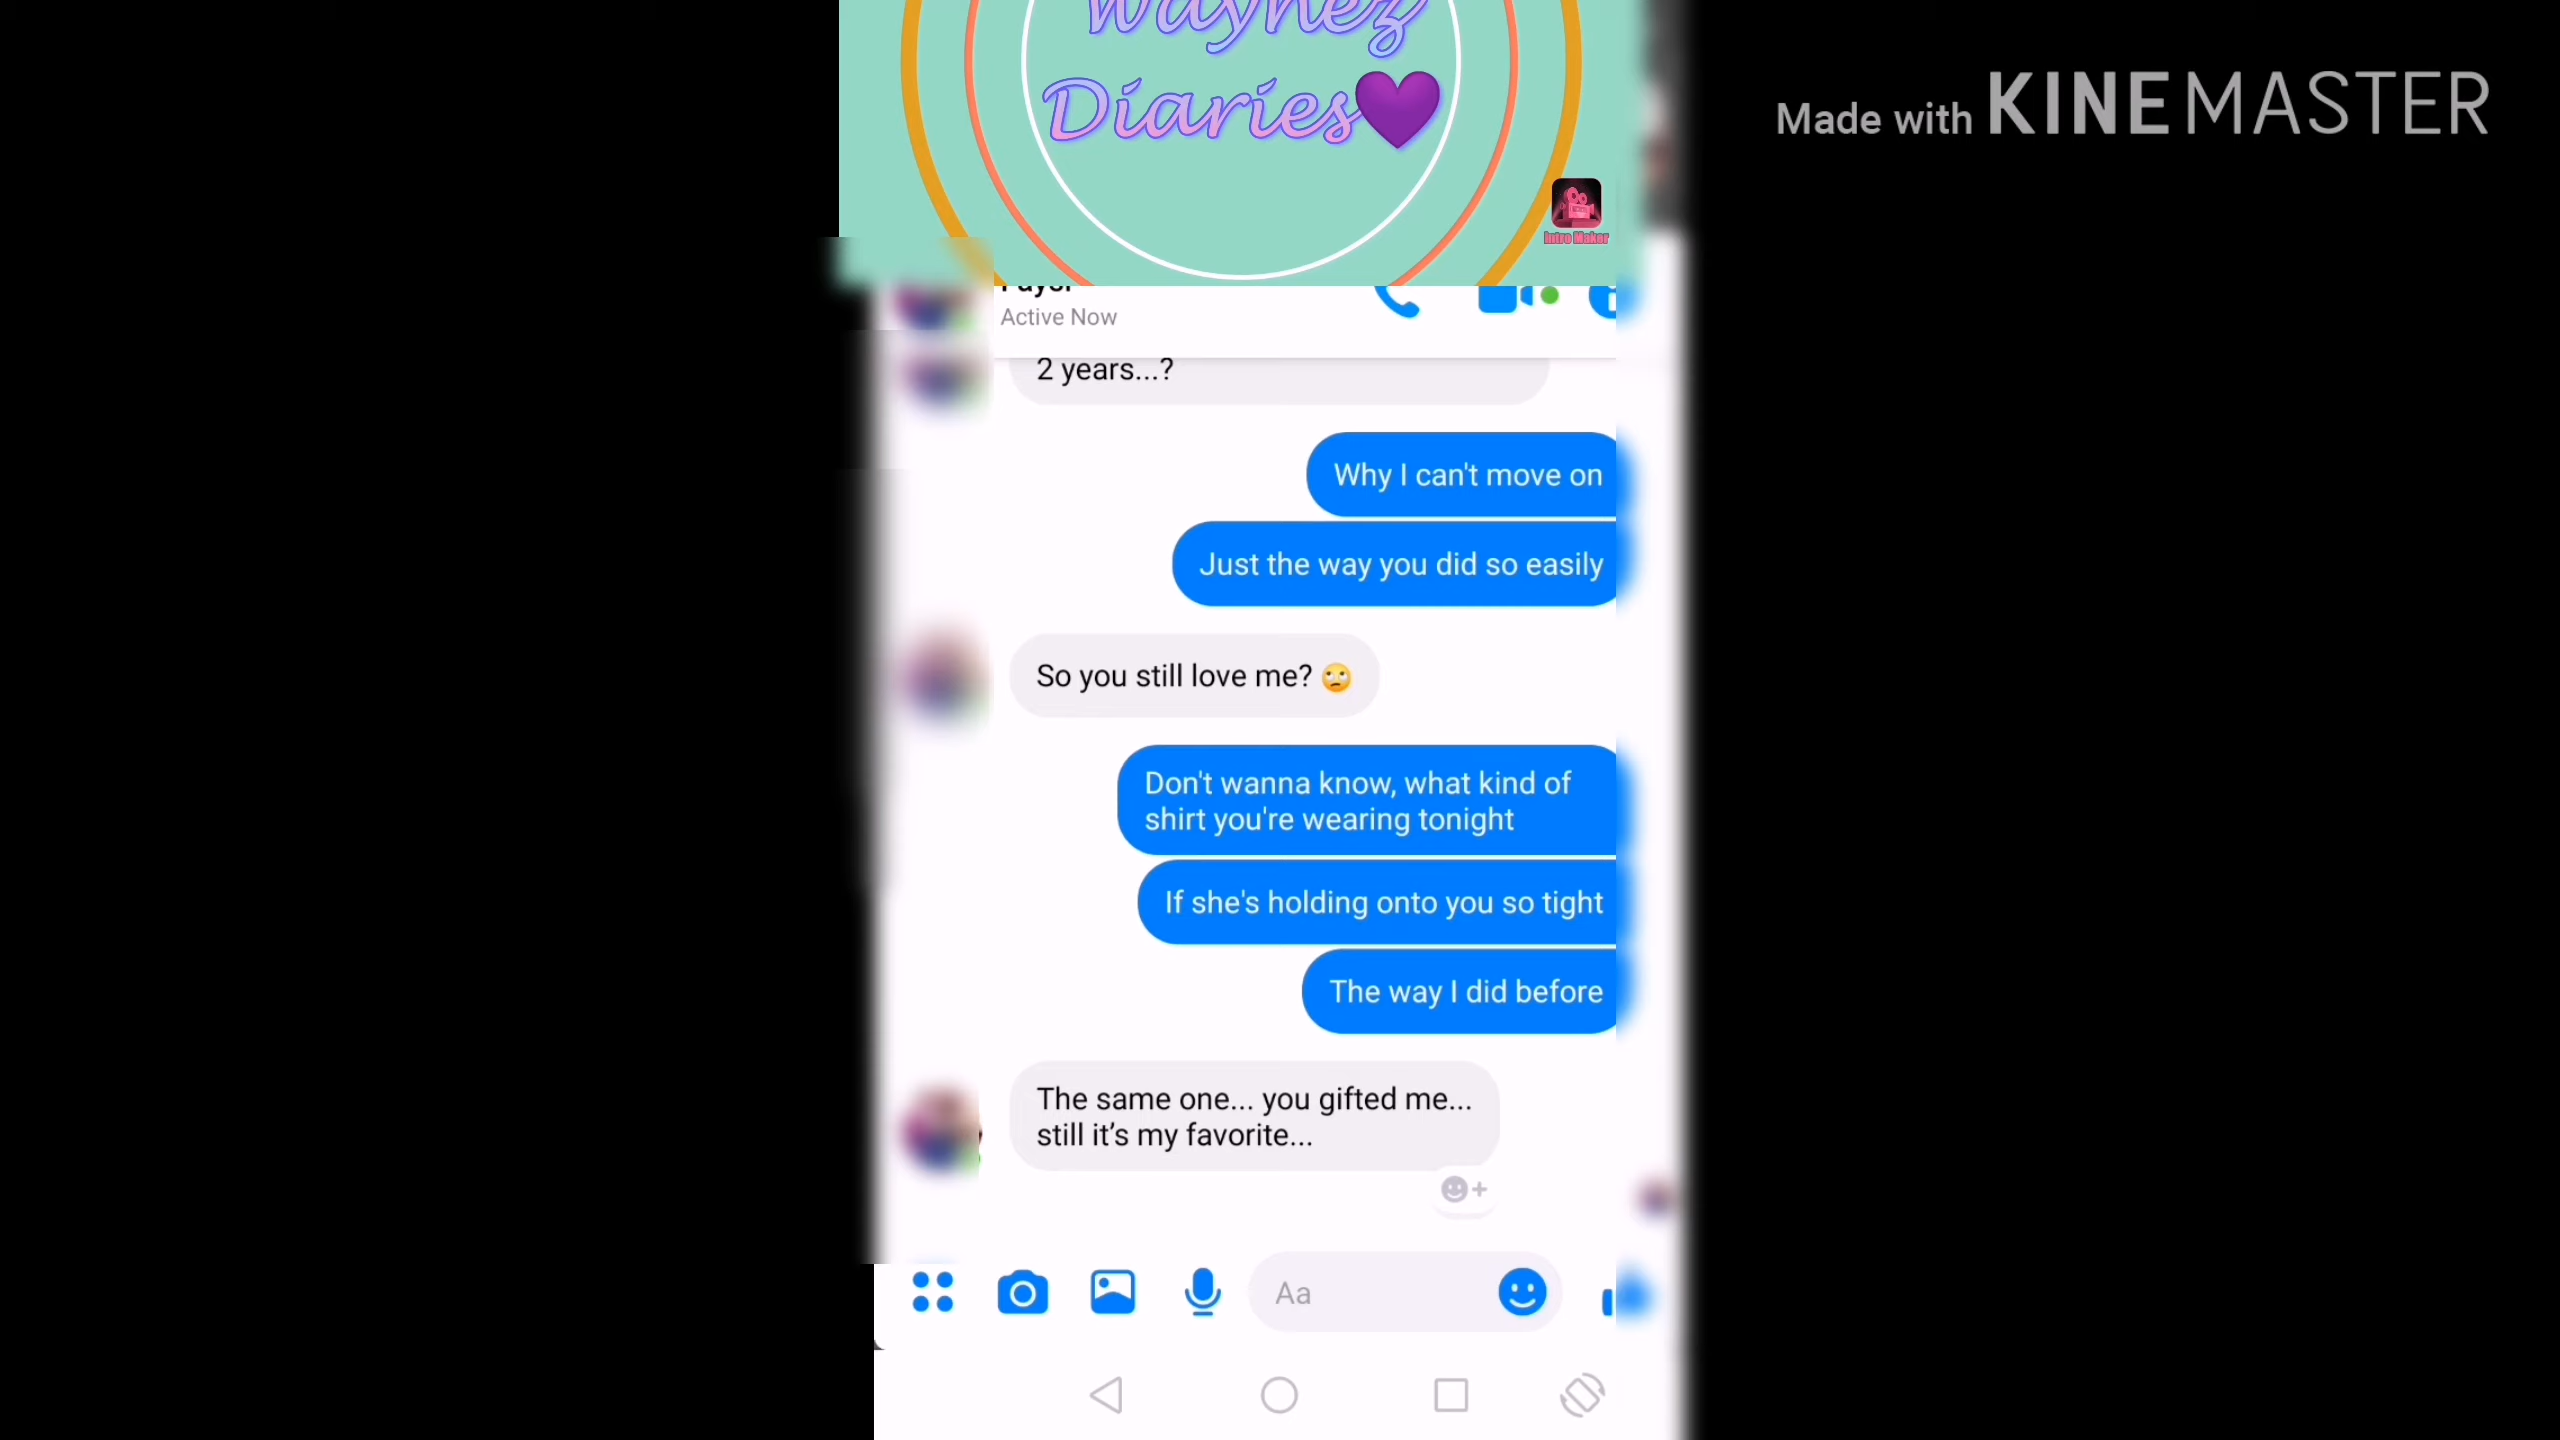 Waynez
Diaries💜
Made with KINEMASTER
Intro Maker
Active Now
2 years...?
Why I can't move on
Just the way you did so easily
So you still love me? 🙄
Don't wanna know, what kind of
shirt you're wearing tonight
If she's holding onto you so tight
The way I did before
The same one... you gifted me...
still it’s my favorite...
Aa